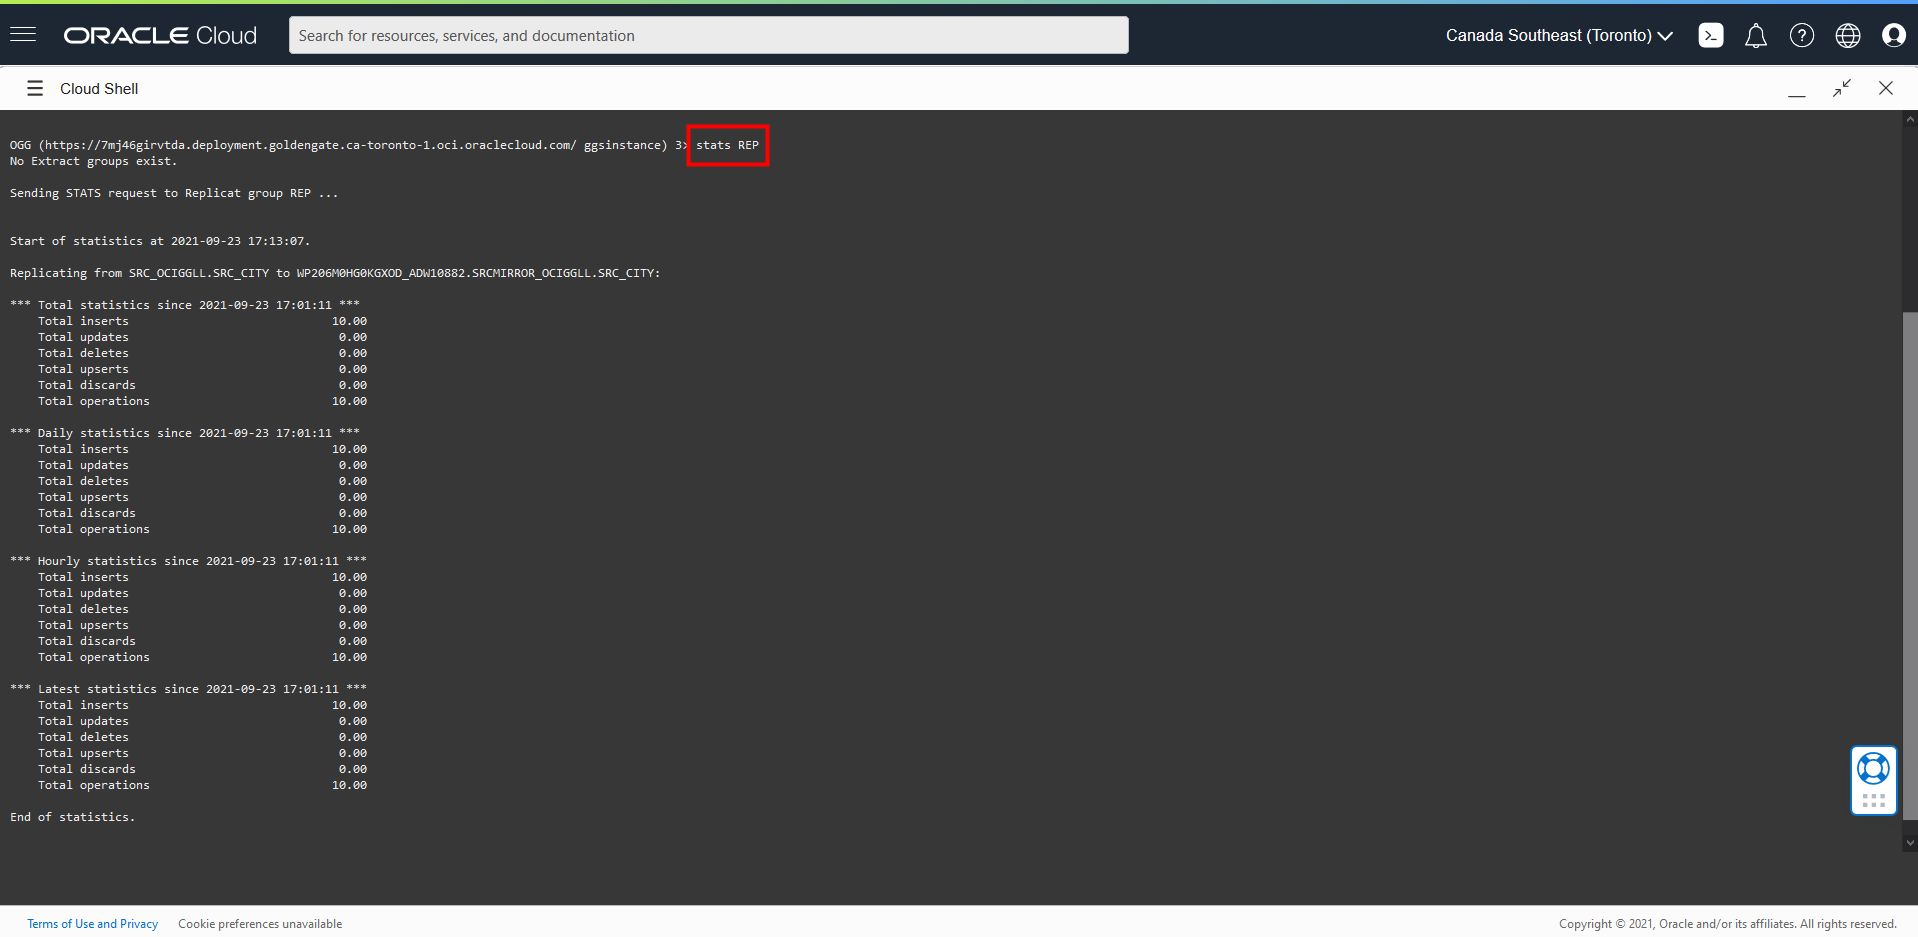 ORACLE Cloud
Search for resources, services, and documentation
Canada Southeast (Toronto)
Cloud Shell
OGG (https://7mj46girvtda.deployment.goldengate.ca-toronto-1.oci.oraclecloud.com/ ggsinstance) 3> stats REP
No Extract groups exist.
Sending STATS request to Replicat group REP ...
Start of statistics at 2021-09-23 17:13:07.
Replicating from SRC_OCIGGLL.SRC_CITY to WP206M0HG0KGXOD_ADW10882.SRCMIRROR_OCIGGLL.SRC_CITY:
*** Total statistics since 2021-09-23 17:01:11 ***
Total inserts 10.00
Total updates 0.00
Total deletes 0.00
Total upserts 0.00
Total discards 0.00
Total operations 10.00
*** Daily statistics since 2021-09-23 17:01:11 ***
Total inserts 10.00
Total updates 0.00
Total deletes 0.00
Total upserts 0.00
Total discards 0.00
Total operations 10.00
*** Hourly statistics since 2021-09-23 17:01:11 ***
Total inserts 10.00
Total updates 0.00
Total deletes 0.00
Total upserts 0.00
Total discards 0.00
Total operations 10.00
*** Latest statistics since 2021-09-23 17:01:11 ***
Total inserts 10.00
Total updates 0.00
Total deletes 0.00
Total upserts 0.00
Total discards 0.00
Total operations 10.00
End of statistics.
Terms of Use and Privacy Cookie preferences unavailable Copyright © 2021, Oracle and/or its affiliates. All rights reserved.